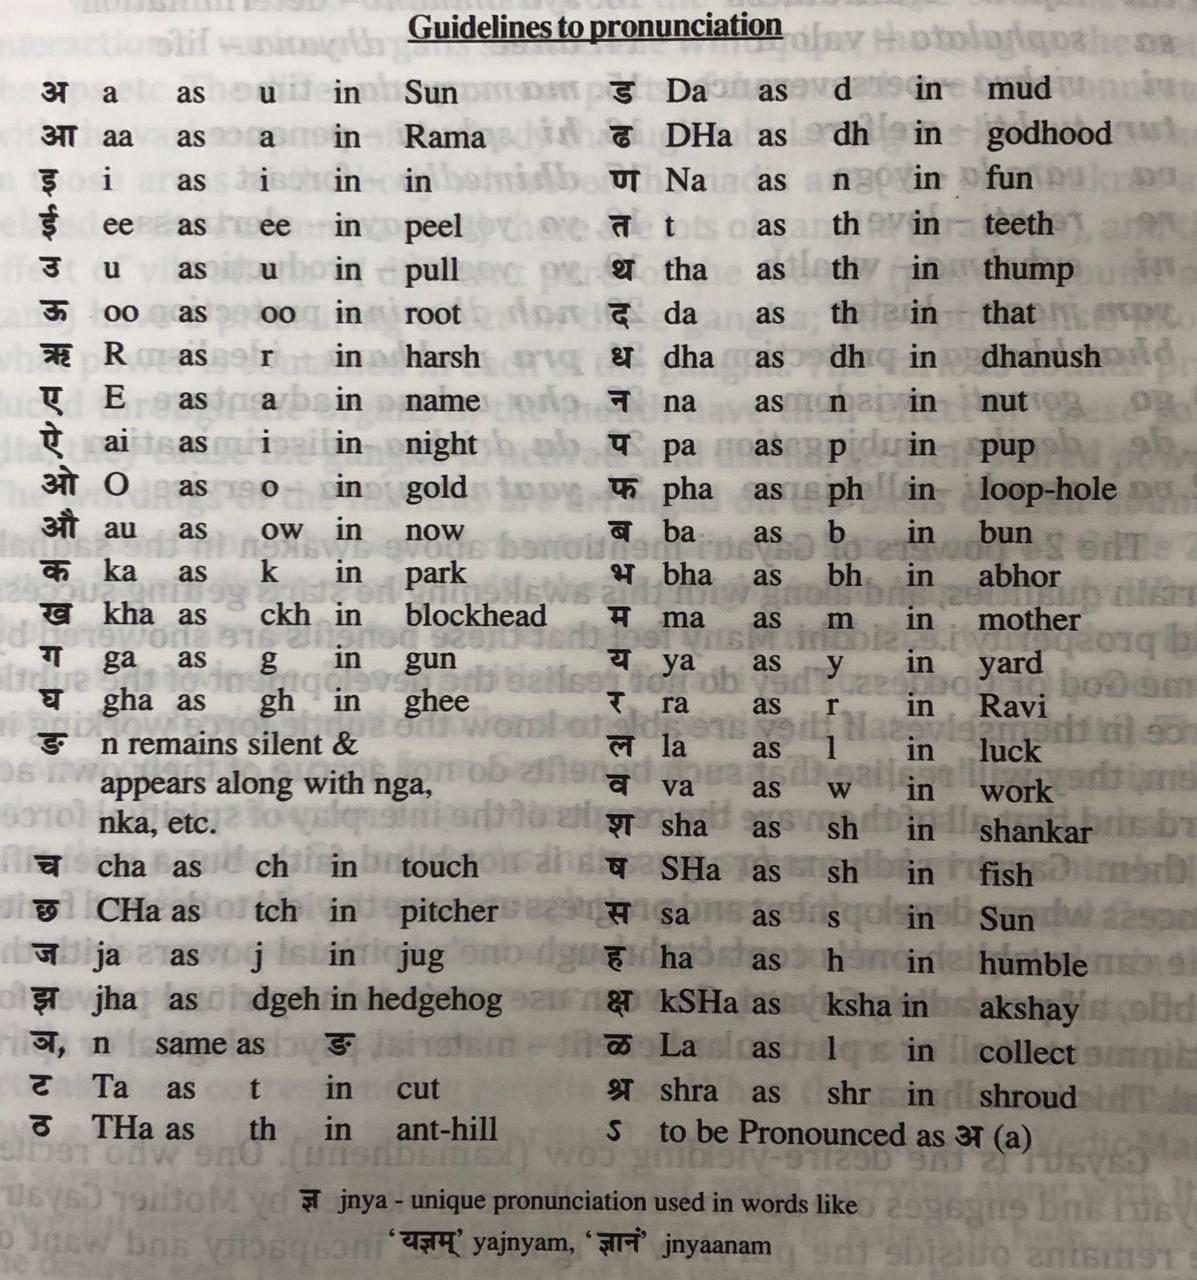 Guidelines to pronunciation
अ a as u in Sun
आ aa as a in Rama
इ i as i in in
ई ee as ee in peel
उ u as u in pull
ऊ oo as oo in root
ऋ R as r in harsh
ए E as a in name
ऐ ai as i in night
ओ O as o in gold
औ au as ow in now
क ka as k in park
ख kha as ckh in blockhead
ग ga as g in gun
घ gha as gh in ghee
ङ n remains silent &
appears along with nga,
nka, etc.
च cha as ch in touch
छ CHa as tch in pitcher
ज ja as j in jug
झ jha as dgeh in hedgehog
ञ, n same as ङ
ट Ta as t in cut
ठ THa as th in ant-hill
ड Da as d in mud
ढ DHa as dh in godhood
ण Na as n in fun
त t as th in teeth
थ tha as th in thump
द da as th in that
ध dha as dh in dhanush
न na as n in nut
प pa as p in pup
फ pha as ph in loop-hole
ब ba as b in bun
भ bha as bh in abhor
म ma as m in mother
य ya as y in yard
र ra as r in Ravi
ल la as l in luck
व va as w in work
श sha as sh in shankar
ष SHa as sh in fish
स sa as s in Sun
ह ha as h in humble
क्ष kSHa as ksha in akshay
ळ La as l in collect
श्र shra as shr in shroud
ऽ to be Pronounced as अ (a)
ज्ञ jnya - unique pronunciation used in words like
‘यज्ञम्’ yajnyam, ‘ज्ञानं’ jnyaanam